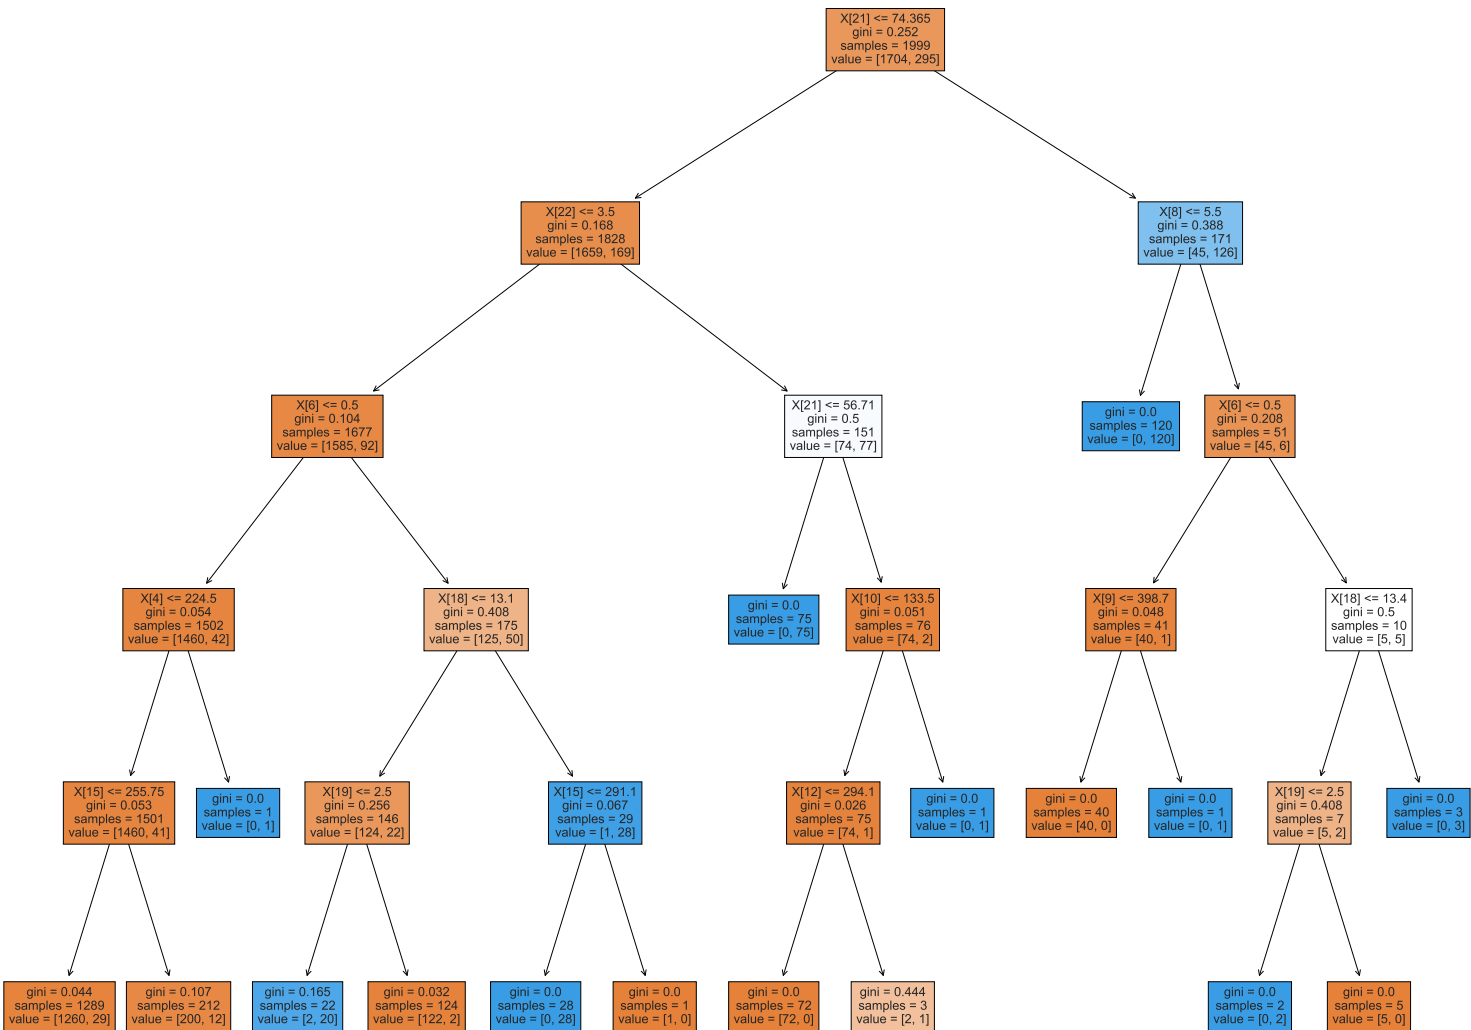 X[21] <= 74.365
gini = 0.252
samples = 1999
value = [1704, 295]
X[22] <= 3.5
gini = 0.168
samples = 1828
value = [1659, 169]
X[8] <= 5.5
gini = 0.388
samples = 171
value = [45, 126]
X[6] <= 0.5
gini = 0.104
samples = 1677
value = [1585, 92]
X[21] <= 56.71
gini = 0.5
samples = 151
value = [74, 77]
gini = 0.0
samples = 120
value = [0, 120]
X[6] <= 0.5
gini = 0.208
samples = 51
value = [45, 6]
X[4] <= 224.5
gini = 0.054
samples = 1502
value = [1460, 42]
X[18] <= 13.1
gini = 0.408
samples = 175
value = [125, 50]
gini = 0.0
samples = 75
value = [0, 75]
X[10] <= 133.5
gini = 0.051
samples = 76
value = [74, 2]
X[9] <= 398.7
gini = 0.048
samples = 41
value = [40, 1]
X[18] <= 13.4
gini = 0.5
samples = 10
value = [5, 5]
X[15] <= 255.75
gini = 0.053
samples = 1501
value = [1460, 41]
gini = 0.0
samples = 1
value = [0, 1]
X[19] <= 2.5
gini = 0.256
samples = 146
value = [124, 22]
X[15] <= 291.1
gini = 0.067
samples = 29
value = [1, 28]
X[12] <= 294.1
gini = 0.026
samples = 75
value = [74, 1]
gini = 0.0
samples = 1
value = [0, 1]
gini = 0.0
samples = 40
value = [40, 0]
gini = 0.0
samples = 1
value = [0, 1]
X[19] <= 2.5
gini = 0.408
samples = 7
value = [5, 2]
gini = 0.0
samples = 3
value = [0, 3]
gini = 0.044
samples = 1289
value = [1260, 29]
gini = 0.107
samples = 212
value = [200, 12]
gini = 0.165
samples = 22
value = [2, 20]
gini = 0.032
samples = 124
value = [122, 2]
gini = 0.0
samples = 28
value = [0, 28]
gini = 0.0
samples = 1
value = [1, 0]
gini = 0.0
samples = 72
value = [72, 0]
gini = 0.444
samples = 3
value = [2, 1]
gini = 0.0
samples = 2
value = [0, 2]
gini = 0.0
samples = 5
value = [5, 0]